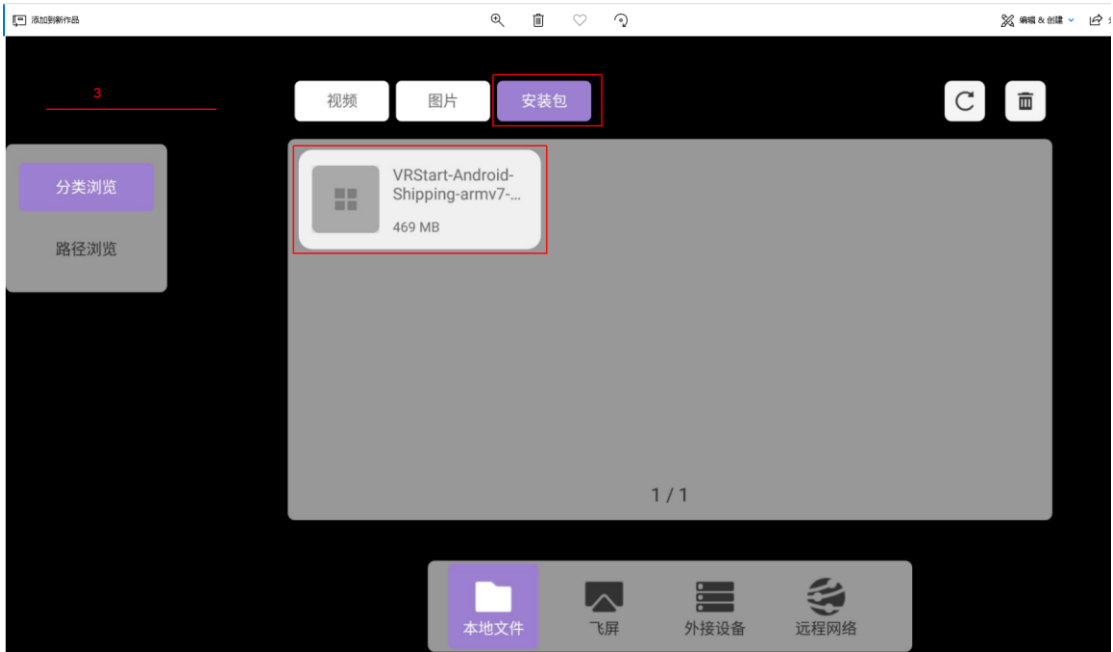 添加到新作品
编辑 & 创建
3
视频
图片
安装包
分类浏览
路径浏览
VRStart-Android-
Shipping-armv7-...
469 MB
1 / 1
本地文件
飞屏
外接设备
远程网络